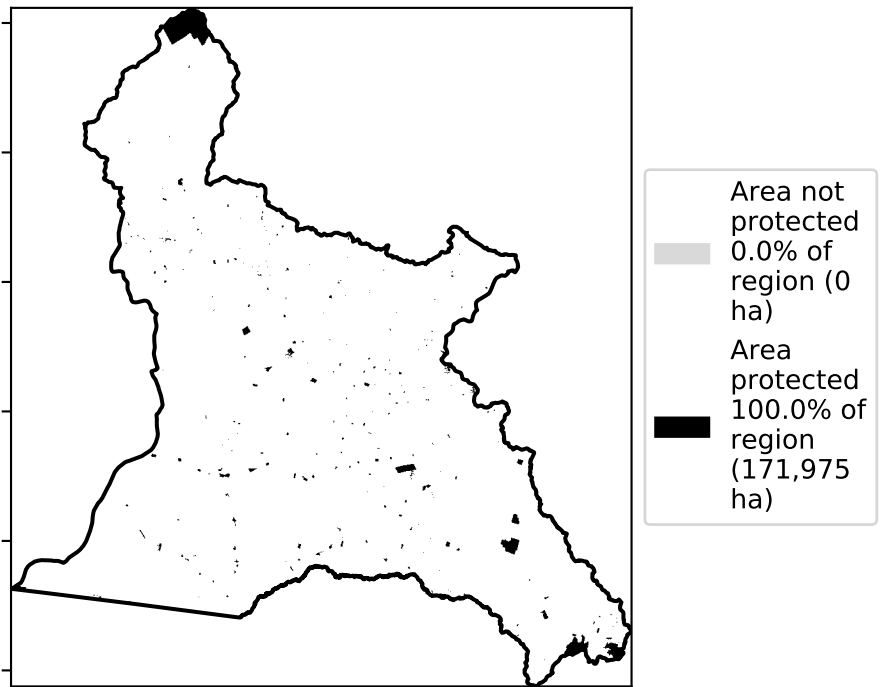 Area not
protected
0.0% of
region (0
ha)
Area
protected
100.0% of
region
(171,975
ha)